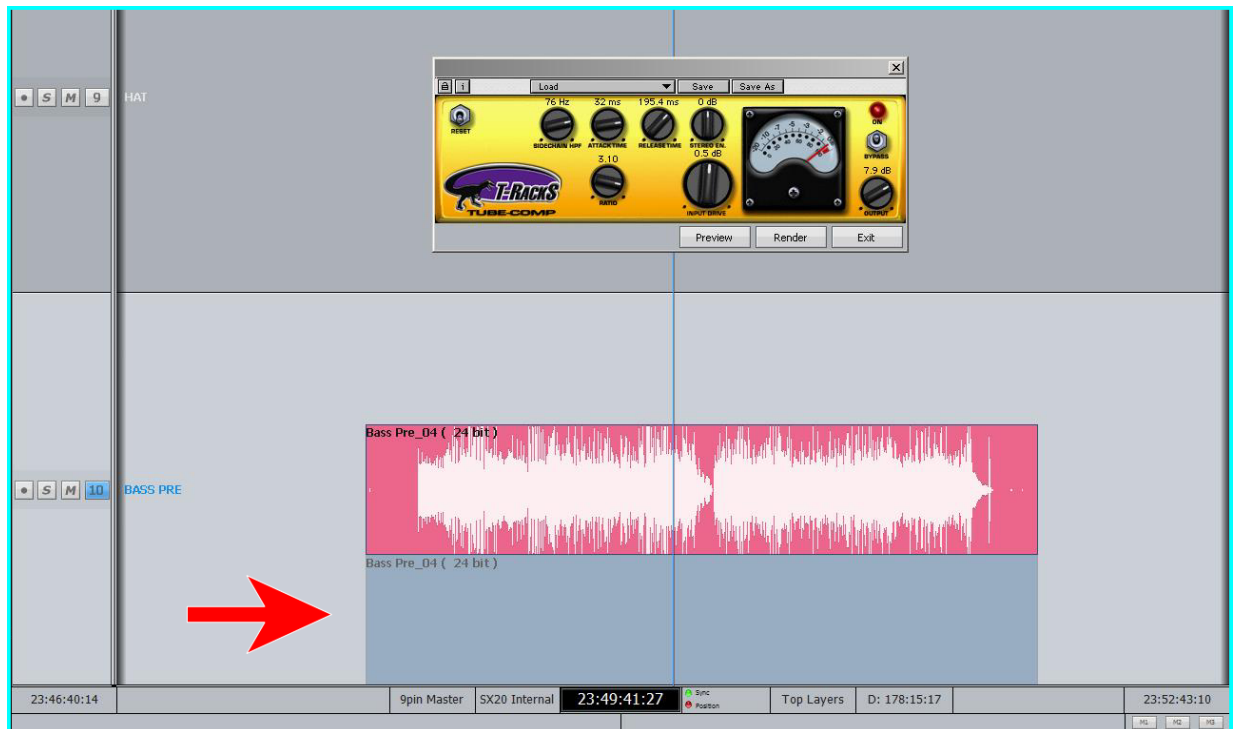 S M 9 HAT
i Load Save Save As
76 Hz 32 ms 195.4 ms 0 dB
RESET
ON
SIDECHAIN HPF ATTACK TIME RELEASE TIME STEREO EN.
BYPASS
3.10 0.5 dB
7.9 dB
T-RACKS
RATIO
TUBE-COMP
INPUT DRIVE
OUTPUT
Preview Render Exit
Bass Pre_04 ( 24 bit )
S M 10 BASS PRE
Bass Pre_04 ( 24 bit )
23:46:40:14 9pin Master SX20 Internal 23:49:41:27 Sync Top Layers D: 178:15:17 23:52:43:10
Position
M1 M2 M3